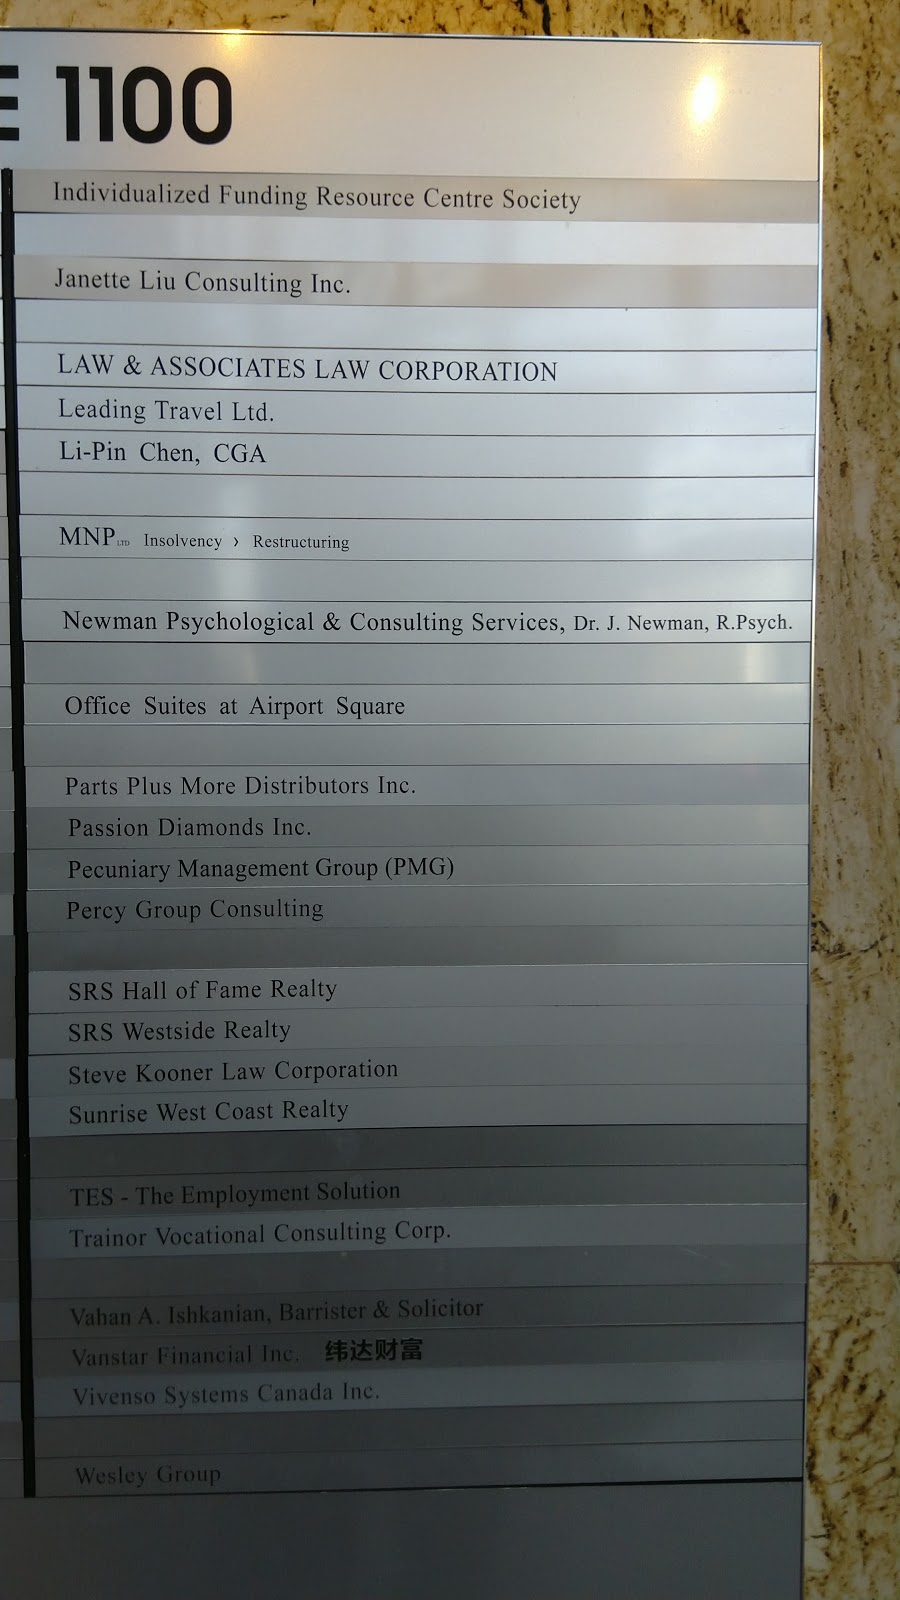 E 1100
Individualized Funding Resource Centre Society
Janette Liu Consulting Inc.
LAW & ASSOCIATES LAW CORPORATION
Leading Travel Ltd.
Li-Pin Chen, CGA
MNP LTD Insolvency › Restructuring
Newman Psychological & Consulting Services, Dr. J. Newman, R.Psych.
Office Suites at Airport Square
Parts Plus More Distributors Inc.
Passion Diamonds Inc.
Pecuniary Management Group (PMG)
Percy Group Consulting
SRS Hall of Fame Realty
SRS Westside Realty
Steve Kooner Law Corporation
Sunrise West Coast Realty
TES - The Employment Solution
Trainor Vocational Consulting Corp.
Vahan A. Ishkanian, Barrister & Solicitor
Vanstar Financial Inc. 纬达财富
Vivenso Systems Canada Inc.
Wesley Group